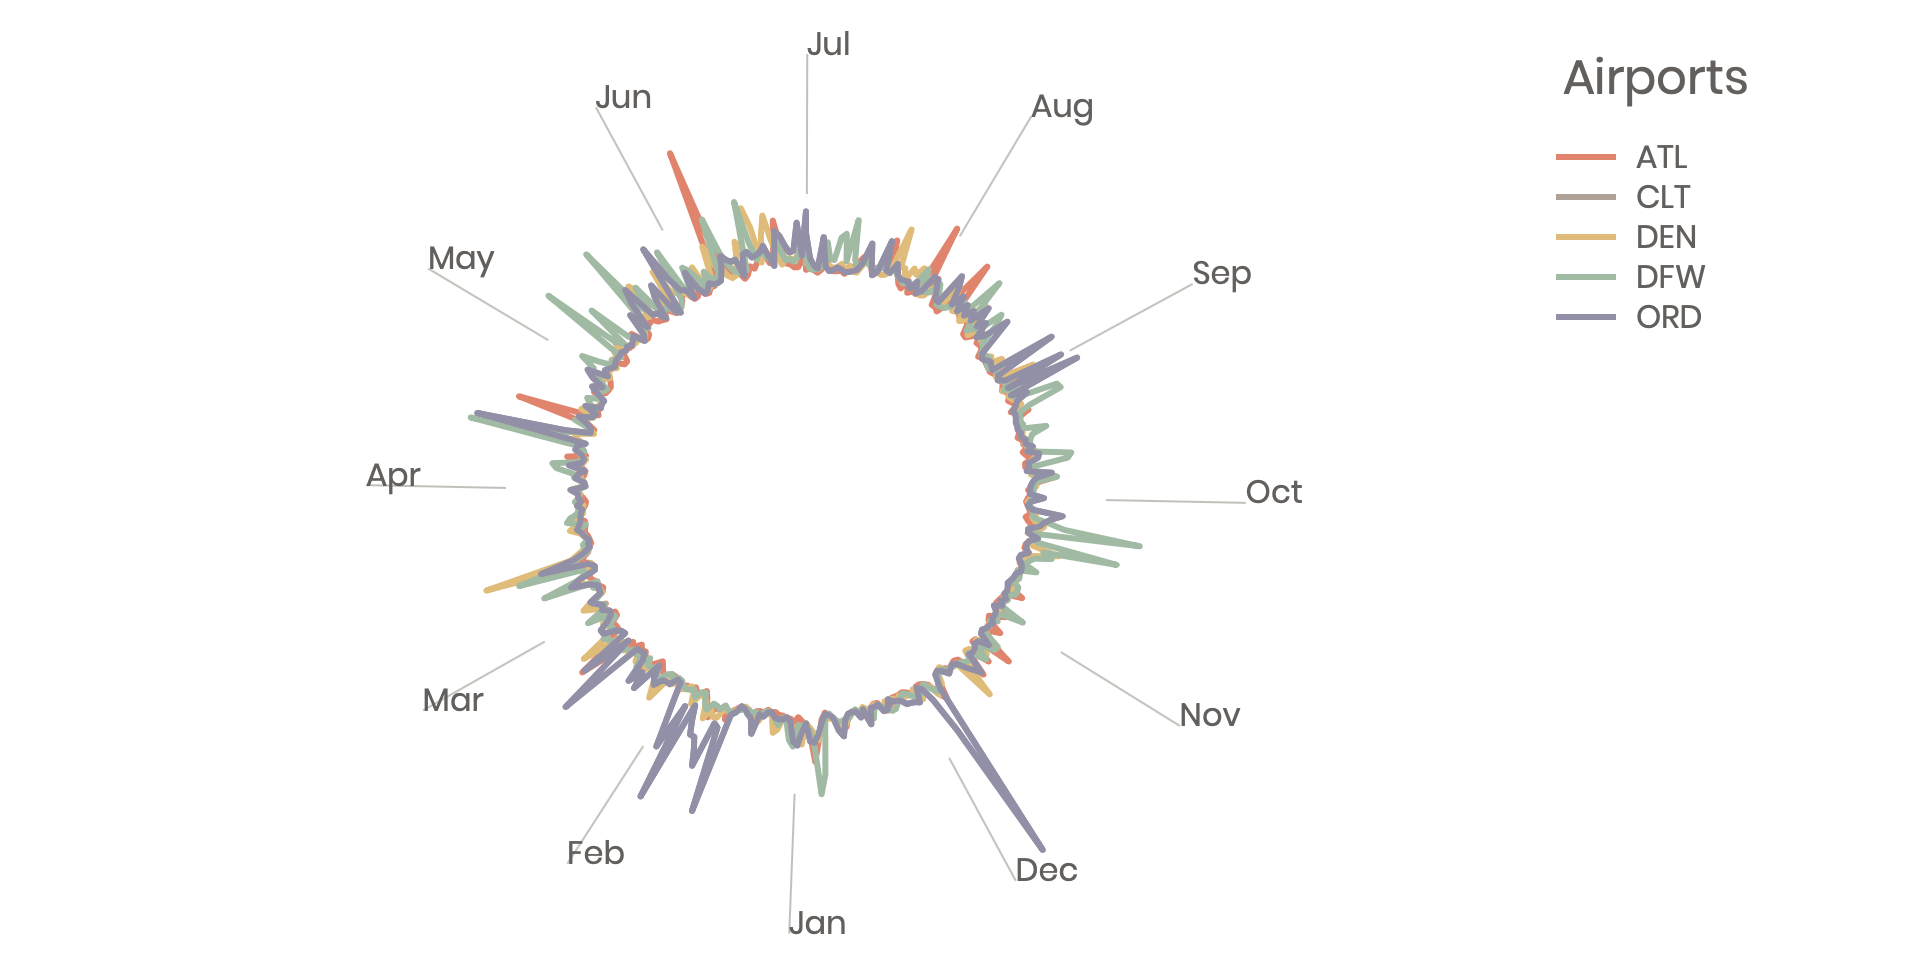 Jul
Jun
Aug
May
Sep
Apr
Oct
Mar
Nov
Feb
Dec
Jan
Airports
ATL
CLT
DEN
DFW
ORD